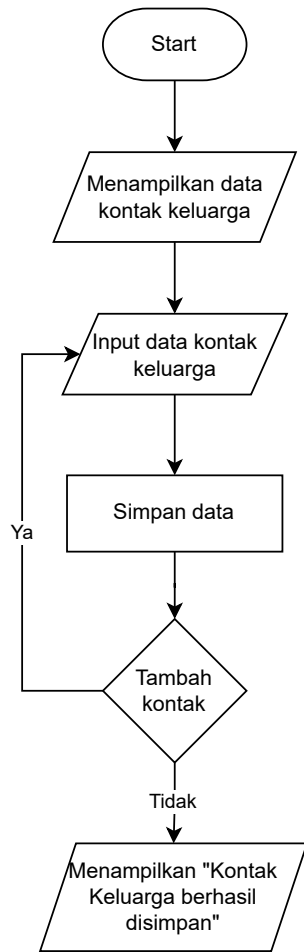 Start
Menampilkan data
kontak keluarga
Input data kontak
keluarga
Simpan data
Ya
Tambah
kontak
Tidak
Menampilkan "Kontak
Keluarga berhasil
disimpan"